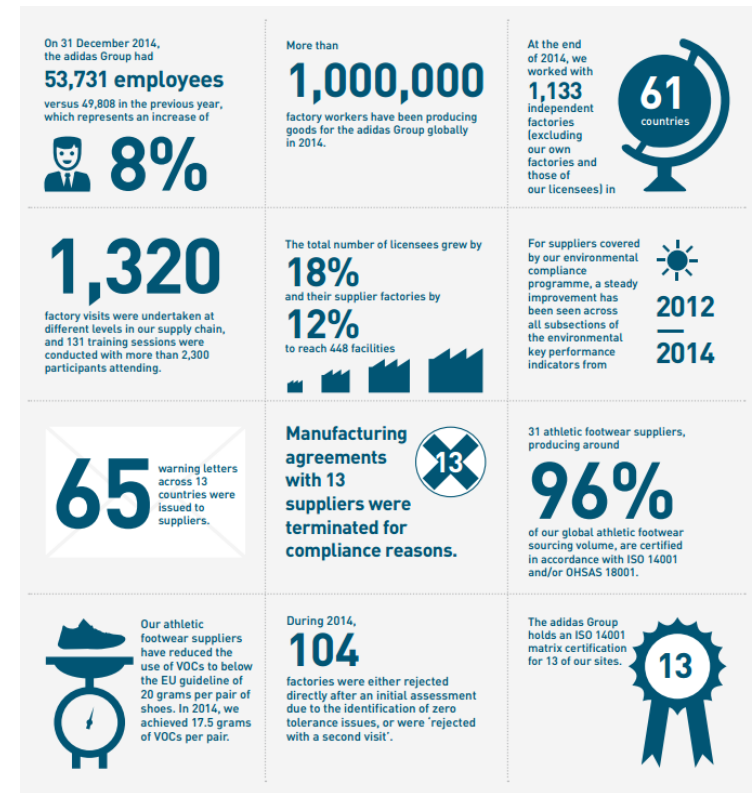 On 31 December 2014,
the adidas Group had
53,731 employees
versus 49,808 in the previous year,
which represents an increase of
8%
More than
1,000,000
factory workers have been producing
goods for the adidas Group globally
in 2014.
At the end
of 2014, we
worked with
1,133
independent
factories
(excluding
our own
factories and
those of
our licensees) in
61
countries
1,320
factory visits were undertaken at
different levels in our supply chain,
and 131 training sessions were
conducted with more than 2,300
participants attending.
The total number of licensees grew by
18%
and their supplier factories by
12%
to reach 448 facilities
For suppliers covered
by our environmental
compliance
programme, a steady
improvement has
been seen across
all subsections of
the environmental
key performance
indicators from
2012
—
2014
65
warning letters
across 13
countries were
issued to
suppliers.
Manufacturing
agreements
with 13
suppliers were
terminated for
compliance reasons.
13
31 athletic footwear suppliers,
producing around
96%
of our global athletic footwear
sourcing volume, are certified
in accordance with ISO 14001
and/or OHSAS 18001.
Our athletic
footwear suppliers
have reduced the
use of VOCs to below
the EU guideline of
20 grams per pair of
shoes. In 2014, we
achieved 17.5 grams
of VOCs per pair.
During 2014,
104
factories were either rejected
directly after an initial assessment
due to the identification of zero
tolerance issues, or were ‘rejected
with a second visit’.
The adidas Group
holds an ISO 14001
matrix certification
for 13 of our sites.
13